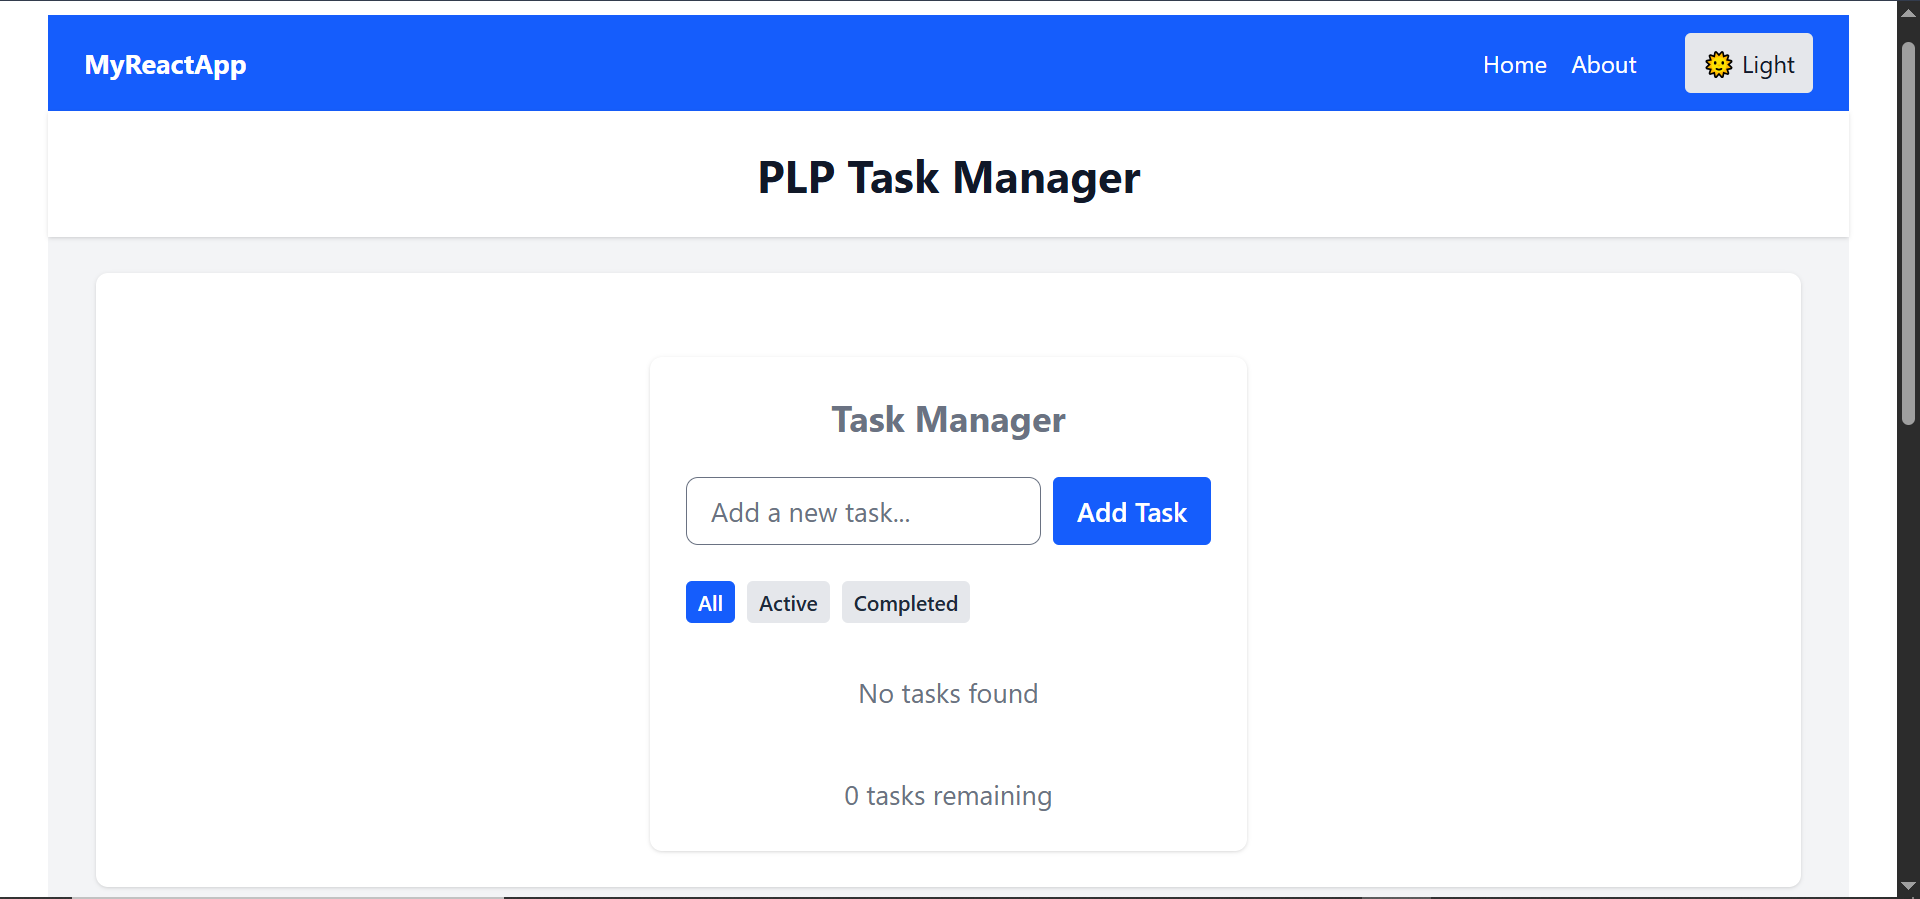 MyReactApp
Home About 🌞 Light
PLP Task Manager
Task Manager
Add a new task... Add Task
All Active Completed
No tasks found
0 tasks remaining